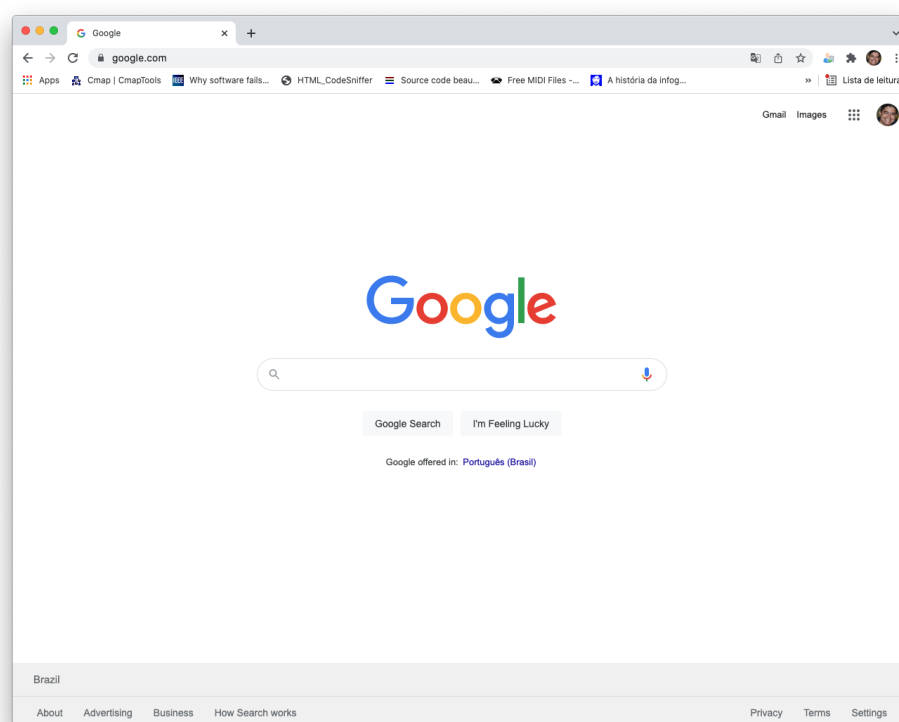 Google
google.com
Apps Cmap | CmapTools IEEE Why software fails... HTML_CodeSniffer Source code beau... Free MIDI Files -... A história da infog... » Lista de leitura
Gmail Images
Google
Google Search I'm Feeling Lucky
Google offered in: Português (Brasil)
Brazil
About Advertising Business How Search works Privacy Terms Settings